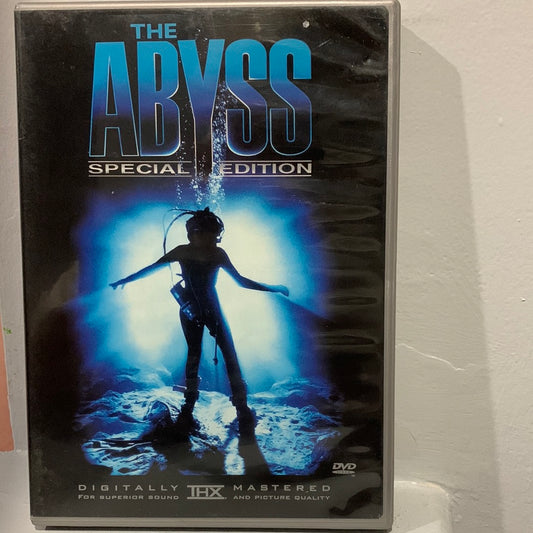 THE
ABYSS
SPECIAL EDITION
DVD
DIGITALLY THX MASTERED
FOR SUPERIOR SOUND AND PICTURE QUALITY